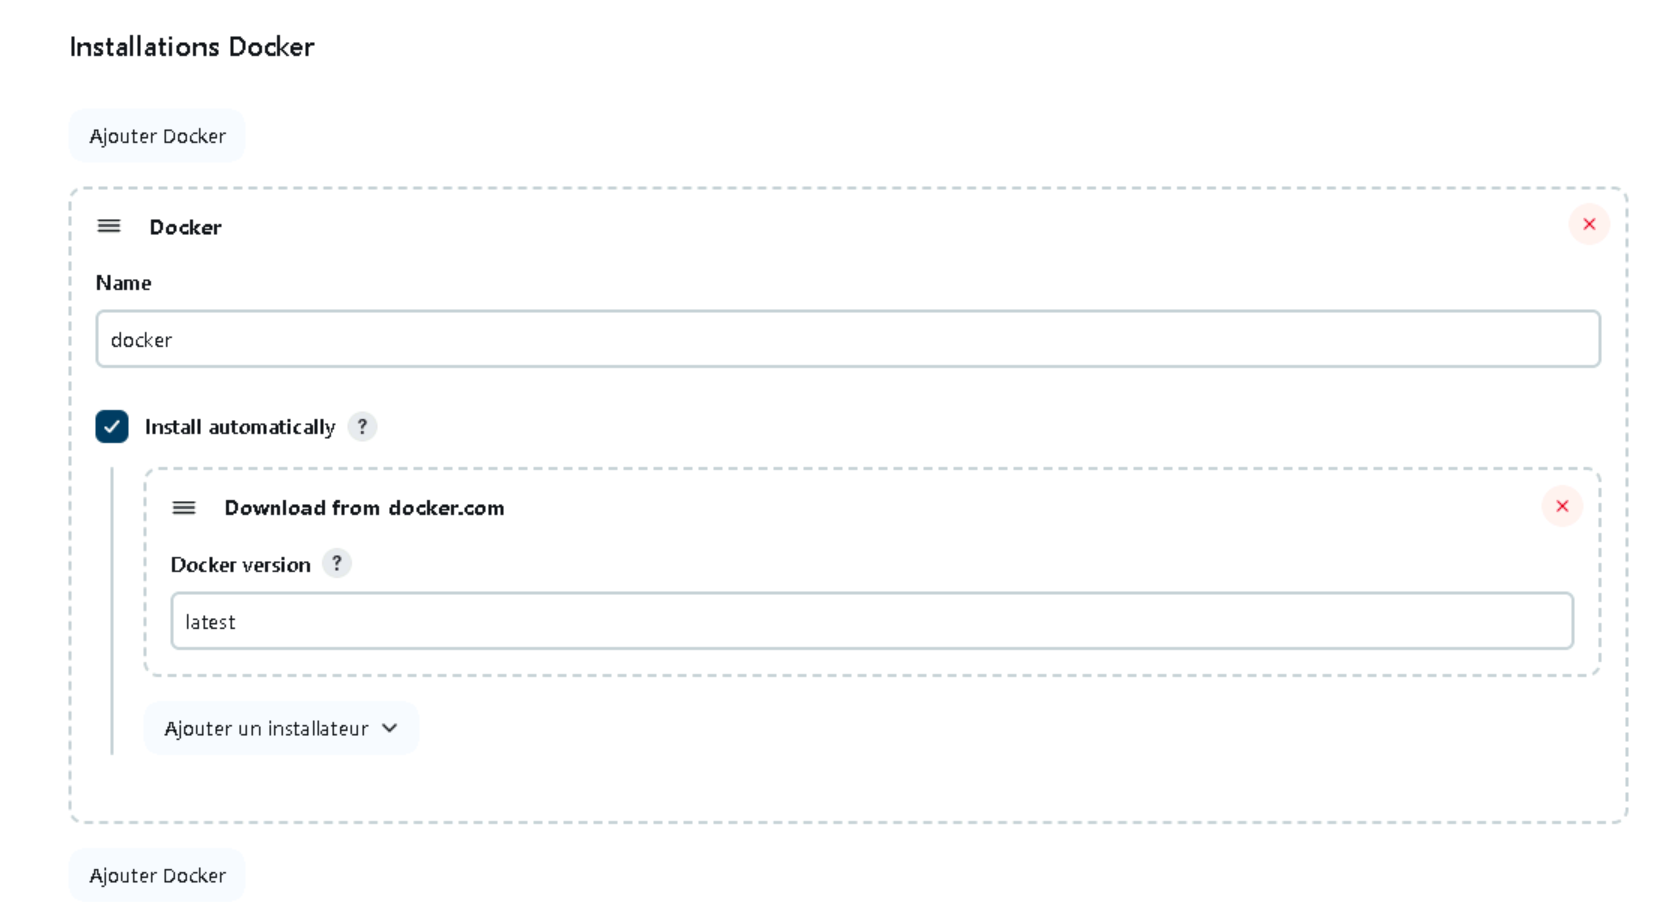 Installations Docker
Ajouter Docker
Docker
Name
docker
Install automatically ?
Download from docker.com
Docker version ?
latest
Ajouter un installateur
Ajouter Docker